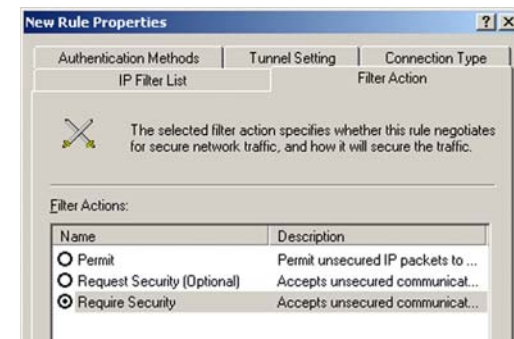 New Rule Properties
? X
Authentication Methods Tunnel Setting Connection Type
IP Filter List Filter Action
The selected filter action specifies whether this rule negotiates
for secure network traffic, and how it will secure the traffic.
Filter Actions:
Name Description
Permit Permit unsecured IP packets to ...
Request Security (Optional) Accepts unsecured communicat...
Require Security Accepts unsecured communicat...